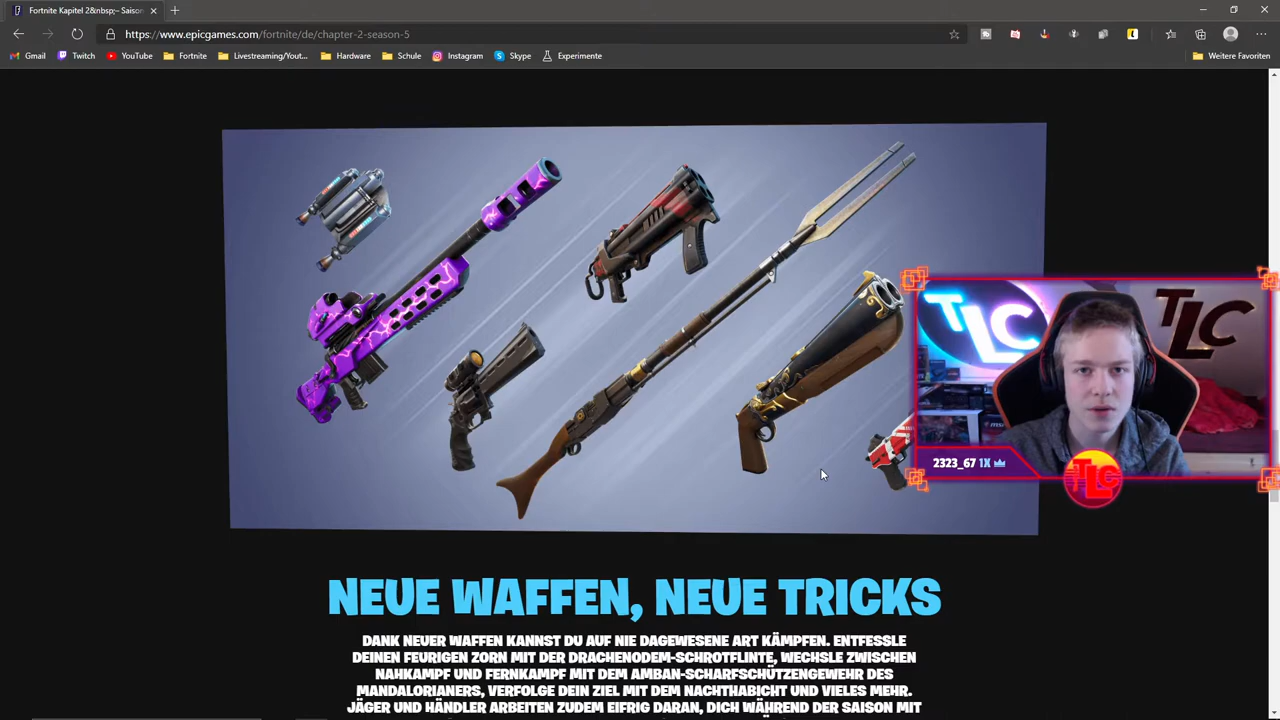 Fortnite Kapitel 2&nbsp;– Saison
https://www.epicgames.com/fortnite/de/chapter-2-season-5
Gmail Twitch YouTube Fortnite Livestreaming/Yout... Hardware Schule Instagram Skype Experimente Weitere Favoriten
TLC TLC
2323_67 1X
TLC
NEUE WAFFEN, NEUE TRICKS
DANK NEUER WAFFEN KANNST DU AUF NIE DAGEWESENE ART KÄMPFEN. ENTFESSLE
DEINEN FEURIGEN ZORN MIT DER DRACHENODEM-SCHROTFLINTE, WECHSLE ZWISCHEN
NAHKAMPF UND FERNKAMPF MIT DEM AMBAN-SCHARFSCHÜTZENGEWEHR DES
MANDALORIANERS, VERFOLGE DEIN ZIEL MIT DEM NACHTHABICHT UND VIELES MEHR.
JÄGER UND HÄNDLER ARBEITEN ZUDEM EIFRIG DARAN, DICH WÄHREND DER SAISON MIT